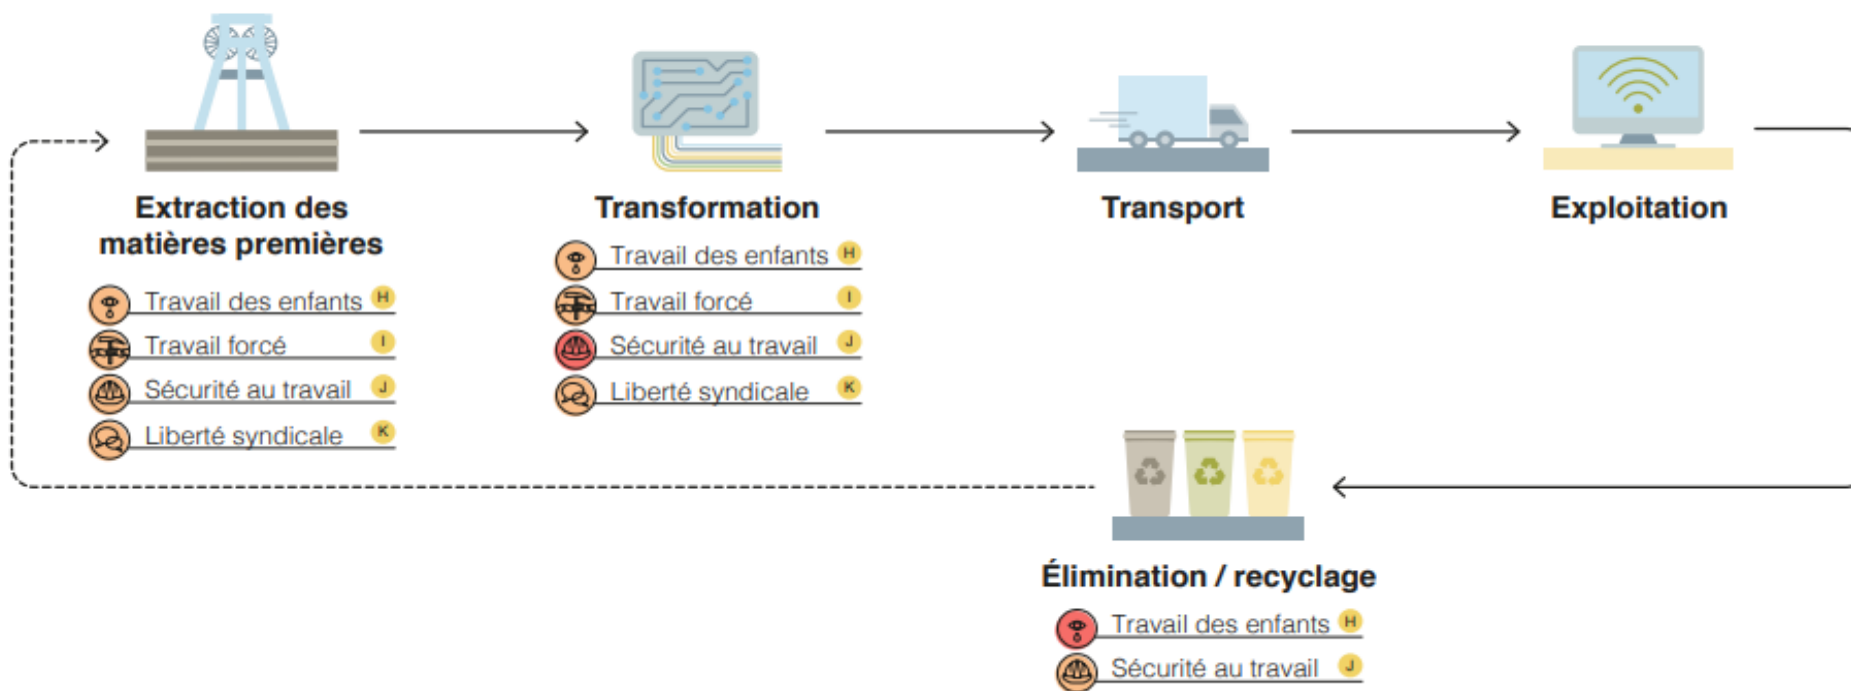 Extraction des
matières premières
Travail des enfants H
Travail forcé I
Sécurité au travail J
Liberté syndicale K
Transformation
Travail des enfants H
Travail forcé I
Sécurité au travail J
Liberté syndicale K
Transport
Exploitation
Élimination / recyclage
Travail des enfants H
Sécurité au travail J